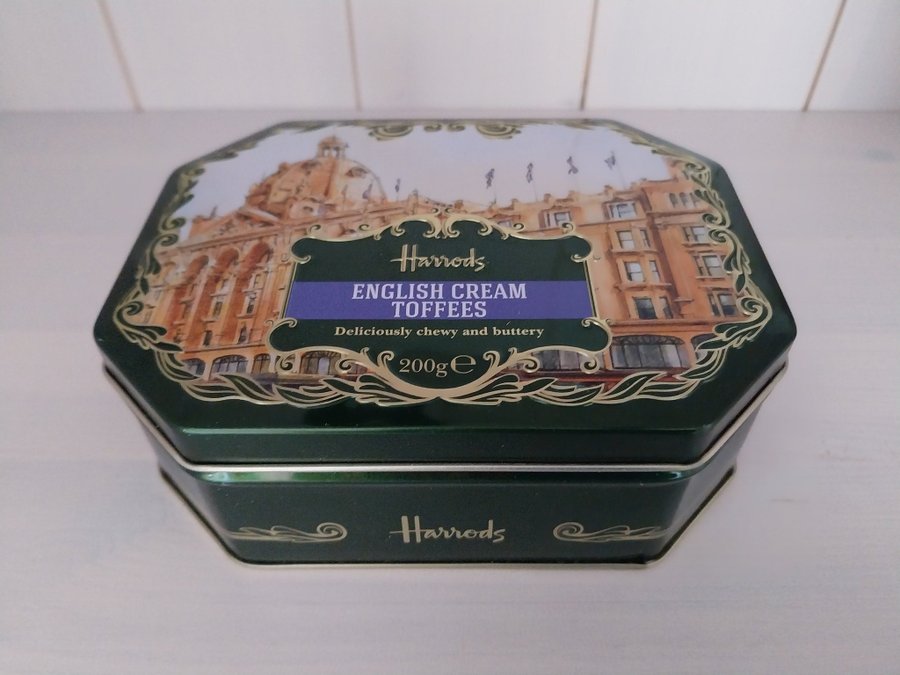 Harrods
ENGLISH CREAM
TOFFEES
Deliciously chewy and buttery
200g ℮
Harrods